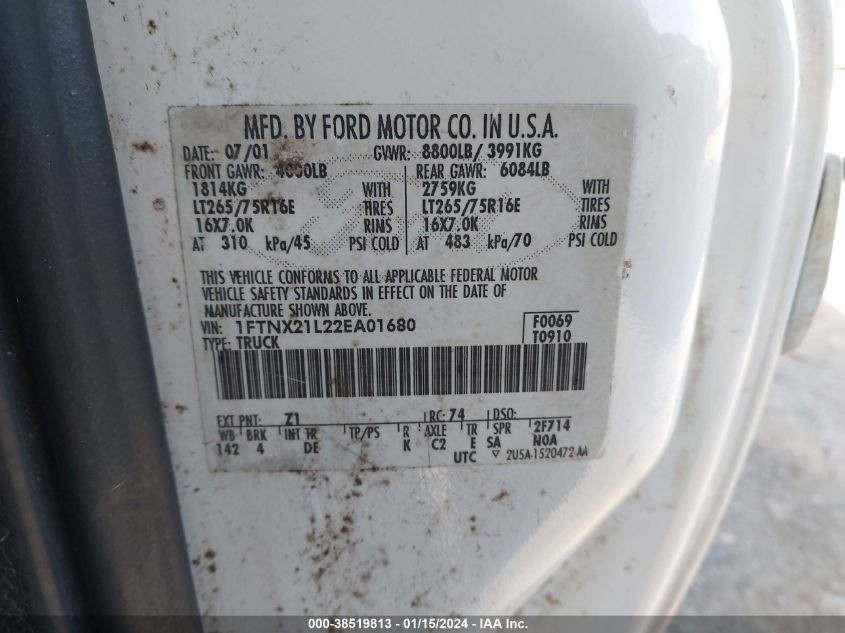 MFD. BY FORD MOTOR CO. IN U.S.A.
DATE: 07/01 GVWR: 8800LB/ 3991KG
FRONT GAWR: 4000LB REAR GAWR: 6084LB
1814KG WITH 2759KG WITH
LT265/75R16E TIRES LT265/75R16E TIRES
16X7.0K RIMS 16X7.0K RIMS
AT 310 kPa/45 PSI COLD AT 483 kPa/70 PSI COLD
THIS VEHICLE CONFORMS TO ALL APPLICABLE FEDERAL MOTOR
VEHICLE SAFETY STANDARDS IN EFFECT ON THE DATE OF
MANUFACTURE SHOWN ABOVE.
VIN: 1FTNX21L22EA01680 F0069
TYPE: TRUCK T0910
EXT PNT: Z1 RC: 74 DSO:
WB BRK INT TR TP/PS R AXLE TR SPR 2F714
142 4 DE K C2 E SA NOA
UTC ▽ 2U5A-1520472-AA
000-38519813 - 01/15/2024 - IAAI.com